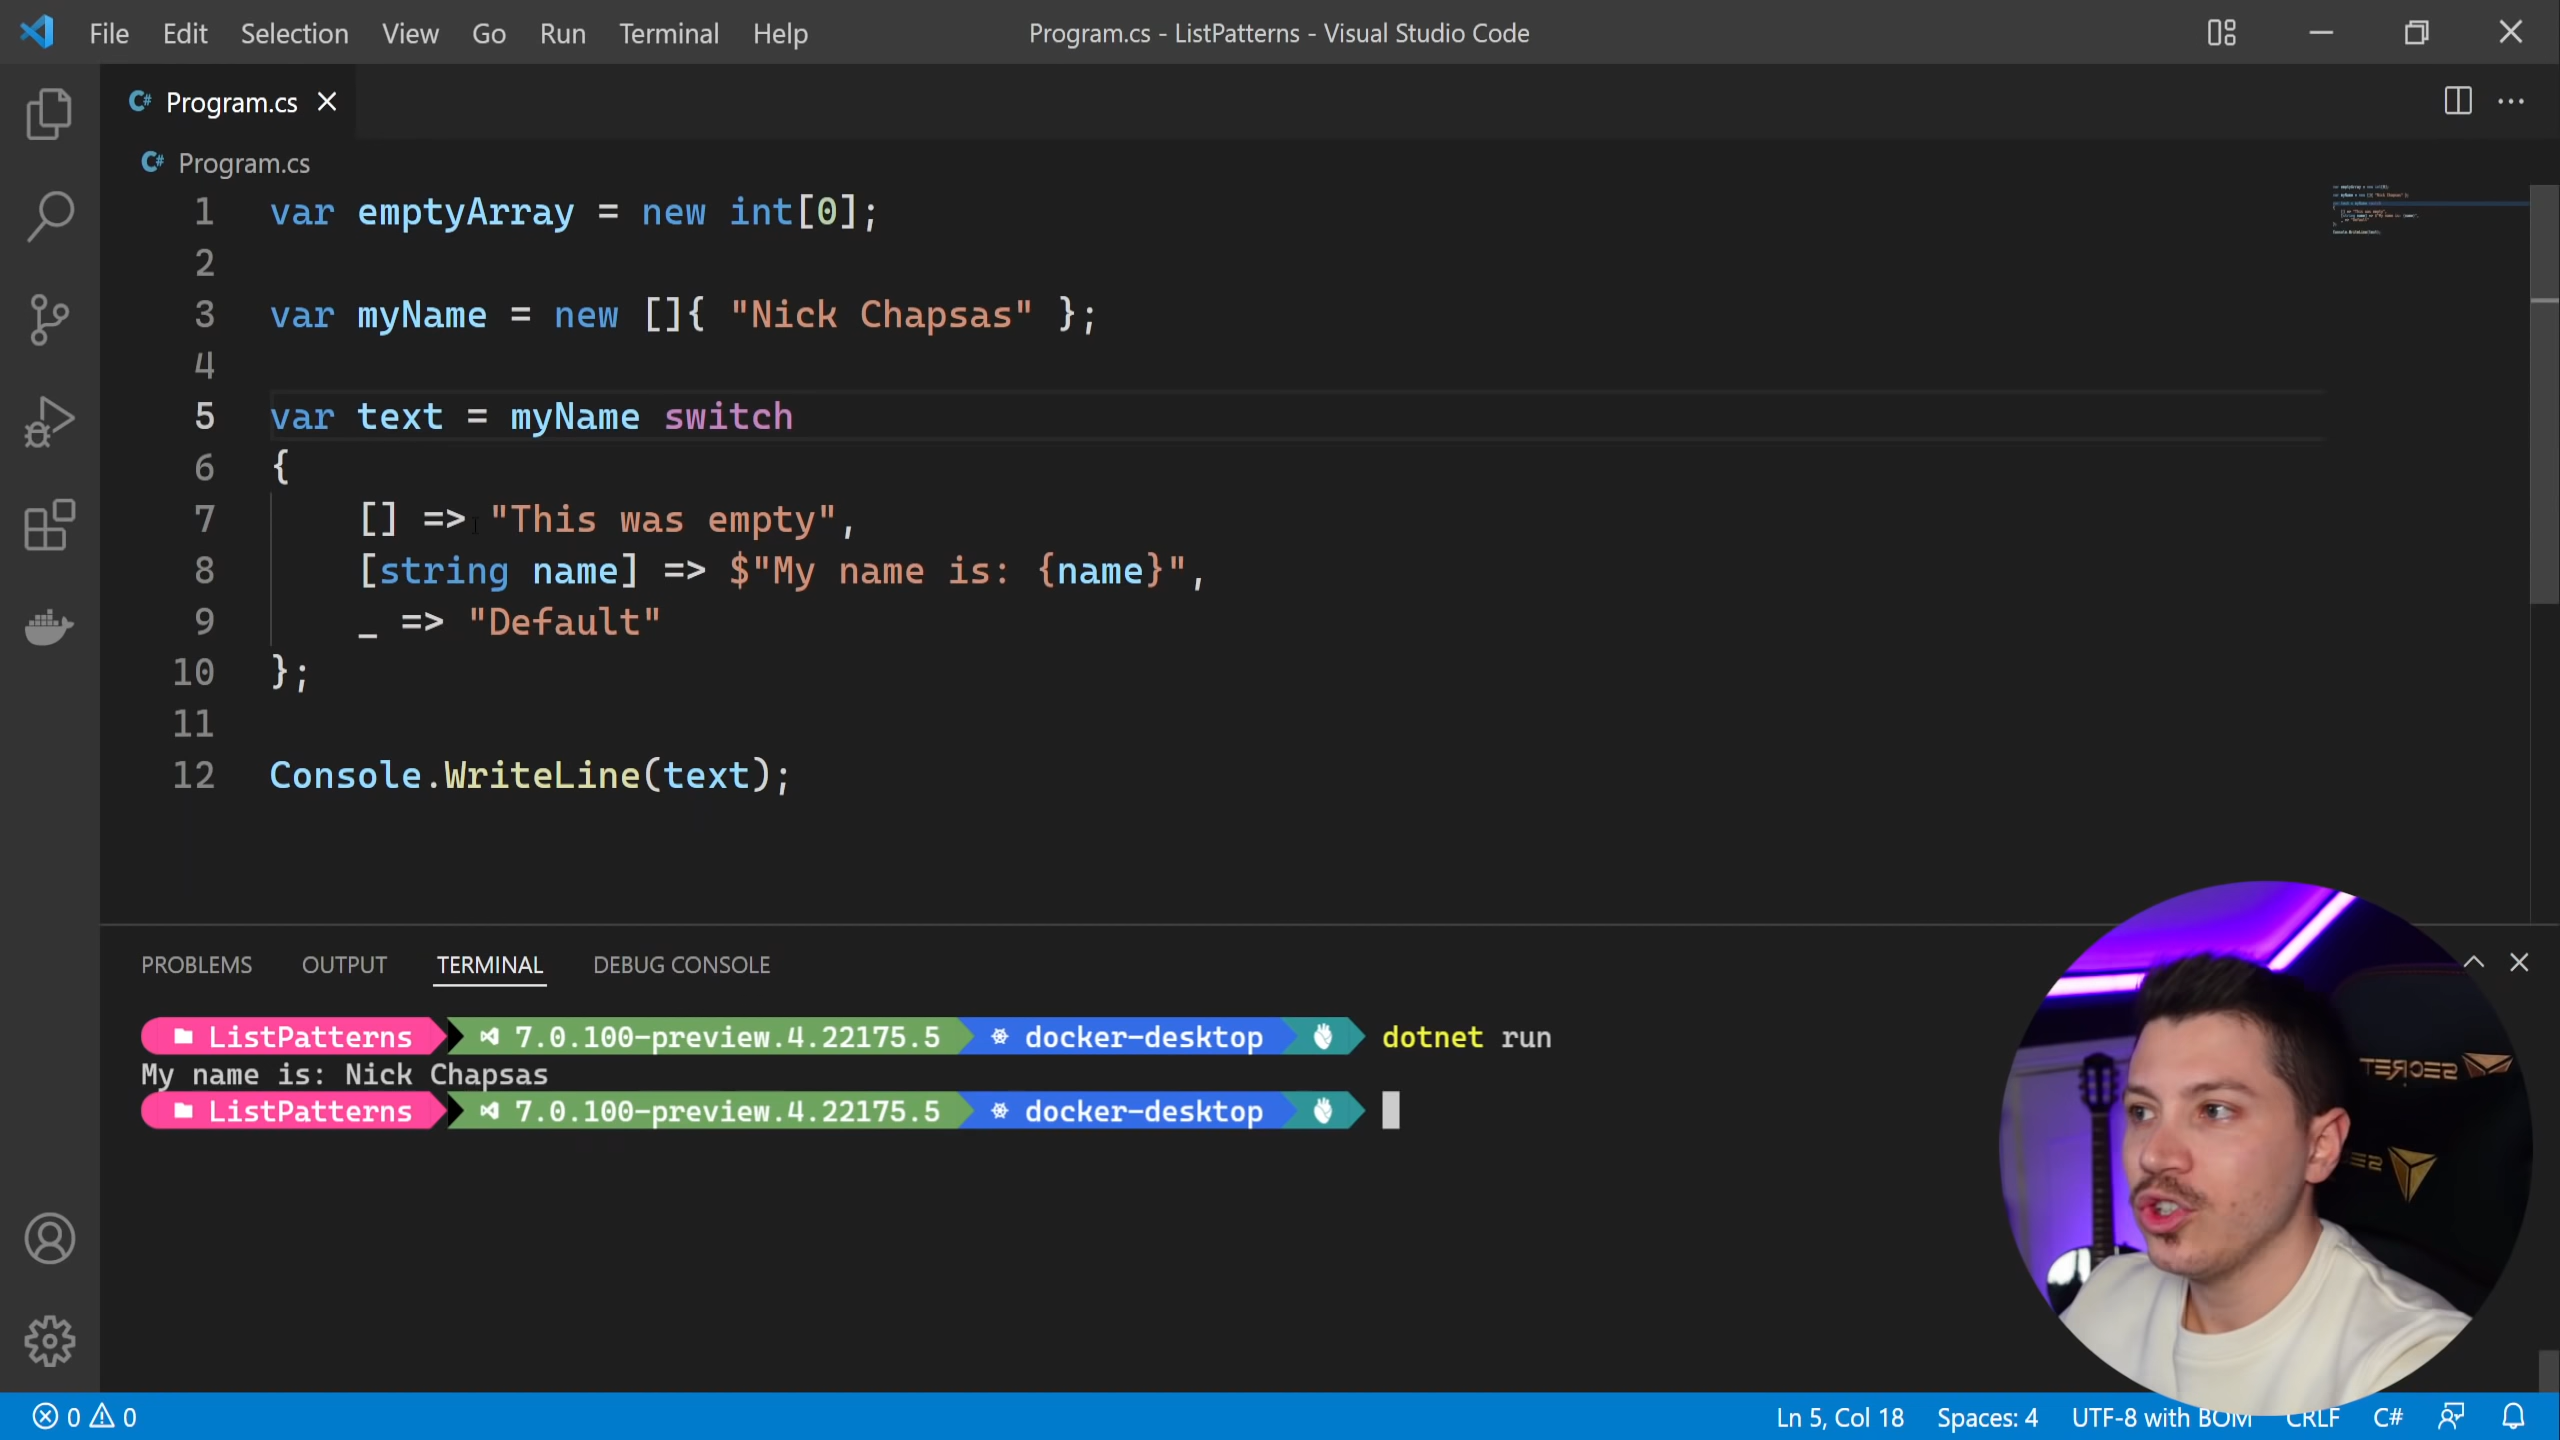 File Edit Selection View Go Run Terminal Help Program.cs - ListPatterns - Visual Studio Code
Program.cs
Program.cs
1 var emptyArray = new int[0];
2
3 var myName = new []{ "Nick Chapsas" };
4
5 var text = myName switch
6 {
7 [] => "This was empty",
8 [string name] => $"My name is: {name}",
9 _ => "Default"
10 };
11
12 Console.WriteLine(text);
PROBLEMS OUTPUT TERMINAL DEBUG CONSOLE
ListPatterns 7.0.100-preview.4.22175.5 docker-desktop dotnet run
My name is: Nick Chapsas
ListPatterns 7.0.100-preview.4.22175.5 docker-desktop
SECRET
0 0 Ln 5, Col 18 Spaces: 4 UTF-8 with BOM CRLF C#